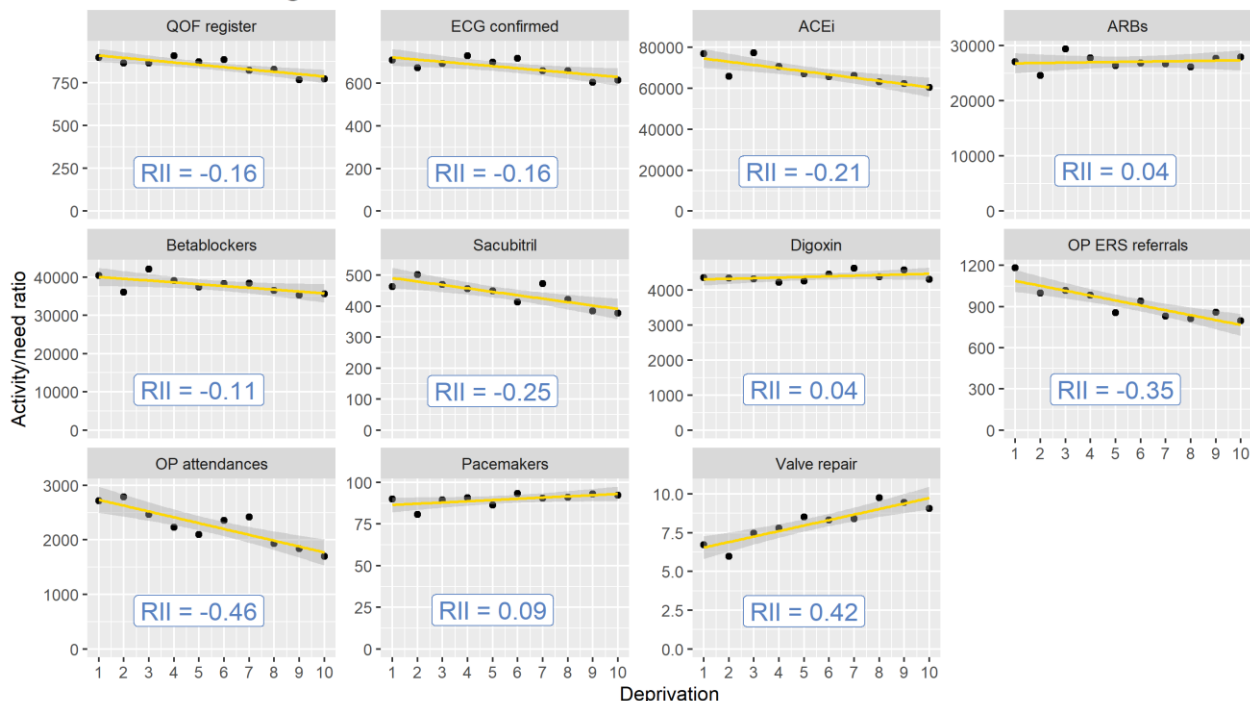 QOF register
ECG confirmed
ACEi
ARBs
750
500
250
0
RII = -0.16
600
400
200
0
RII = -0.16
80000
60000
40000
20000
0
RII = -0.21
30000
20000
10000
0
RII = 0.04
Betablockers
Sacubitril
Digoxin
OP ERS referrals
40000
30000
20000
10000
0
RII = -0.11
500
400
300
200
100
0
RII = -0.25
4000
3000
2000
1000
0
RII = 0.04
1200
900
600
300
0
RII = -0.35
1 2 3 4 5 6 7 8 9 10
OP attendances
Pacemakers
Valve repair
3000
2000
1000
0
RII = -0.46
100
75
50
25
0
RII = 0.09
10.0
7.5
5.0
2.5
0.0
RII = 0.42
1 2 3 4 5 6 7 8 9 10
1 2 3 4 5 6 7 8 9 10
1 2 3 4 5 6 7 8 9 10
Activity/need ratio
Deprivation